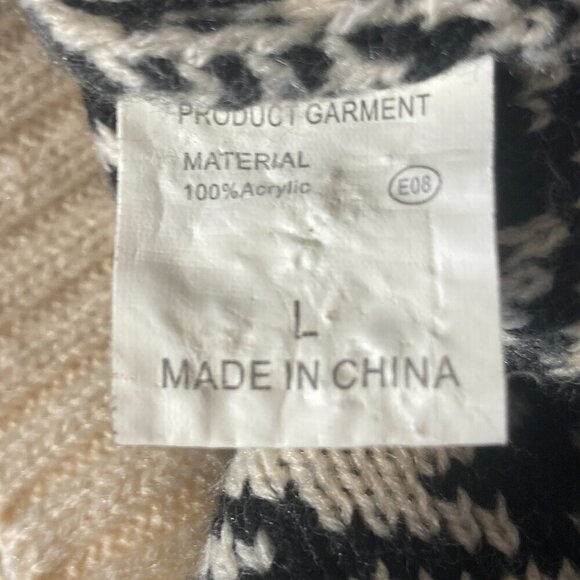 PRODUCT GARMENT
MATERIAL
100%Acrylic
E08
L
MADE IN CHINA